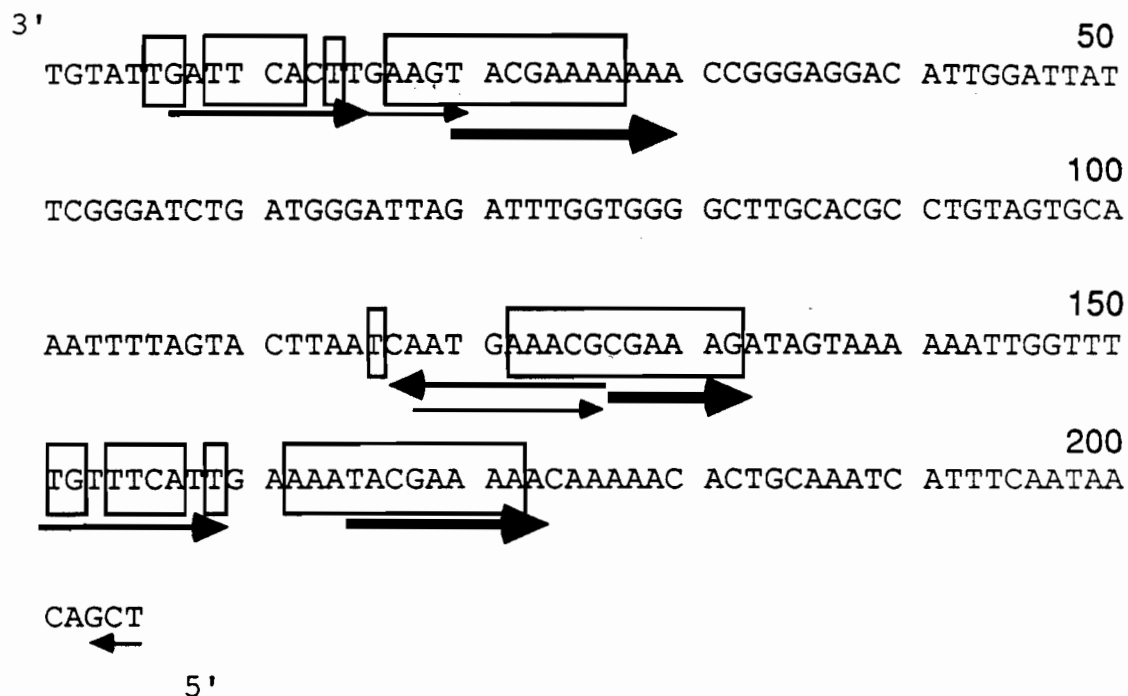 3'
50
TGTATTGATT CACTTGAAGT ACGAAAAAAA CCGGGAGGAC ATTGGATTAT
100
TCGGGATCTG ATGGGATTAG ATTTGGTGGG GCTTGCACGC CTGTAGTGCA
150
AATTTTAGTA CTTAATCAAT GAAACGCGAA AGATAGTAAA AAATTGGTTT
200
TGTTTCATTG AAAATACGAA AAACAAAAAC ACTGCAAATC ATTTCAATAA
CAGCT
5'